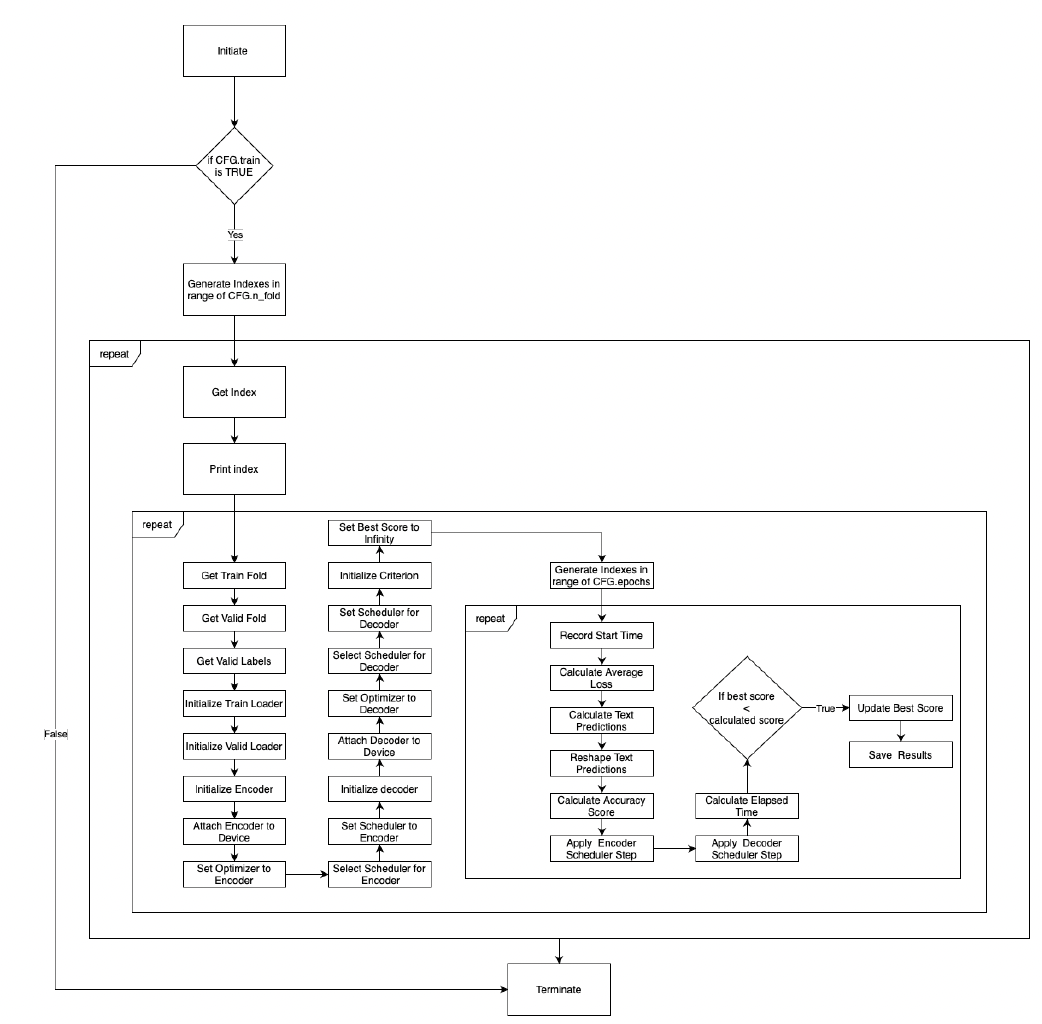 Initiate
if CFG.train
is TRUE
Yes
Generate Indexes in
range of CFG.n_fold
repeat
Get Index
Print index
repeat
Get Train Fold
Get Valid Fold
Get Valid Labels
Initialize Train Loader
Initialize Valid Loader
Initialize Encoder
Attach Encoder to
Device
Set Optimizer to
Encoder
Select Scheduler for
Encoder
Set Scheduler to
Encoder
Initialize decoder
Attach Decoder to
Device
Set Optimizer to
Decoder
Select Scheduler for
Decoder
Set Scheduler for
Decoder
Initialize Criterion
Set Best Score to
Infinity
Generate Indexes in
range of CFG.epochs
repeat
Record Start Time
Calculate Average
Loss
Calculate Text
Predictions
Reshape Text
Predictions
Calculate Accuracy
Score
Apply Encoder
Scheduler Step
Apply Decoder
Scheduler Step
Calculate Elapsed
Time
If best score
<
calculated score
True
Update Best Score
Save Results
False
Terminate